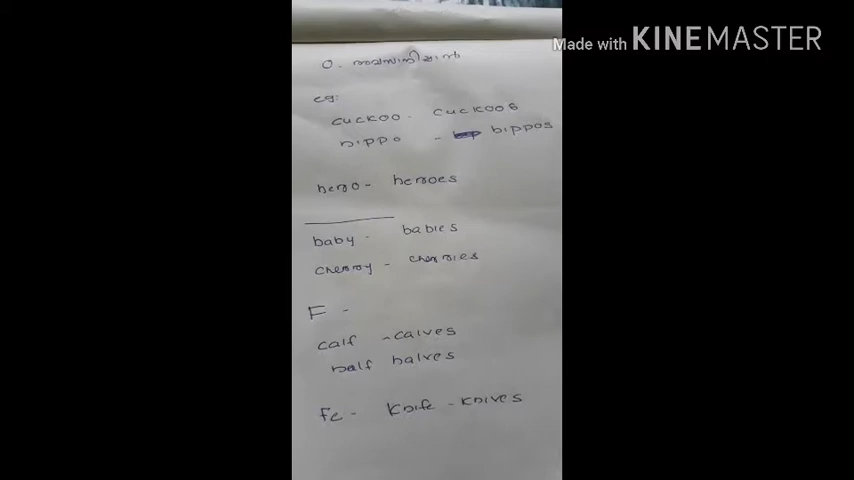 Made with KINEMASTER
O.
eg:
cuckoo - cuckoos
hippo - hippos
hero - heroes
baby - babies
cherry - cherries
F -
calf - calves
half halves
fe - Knife - knives